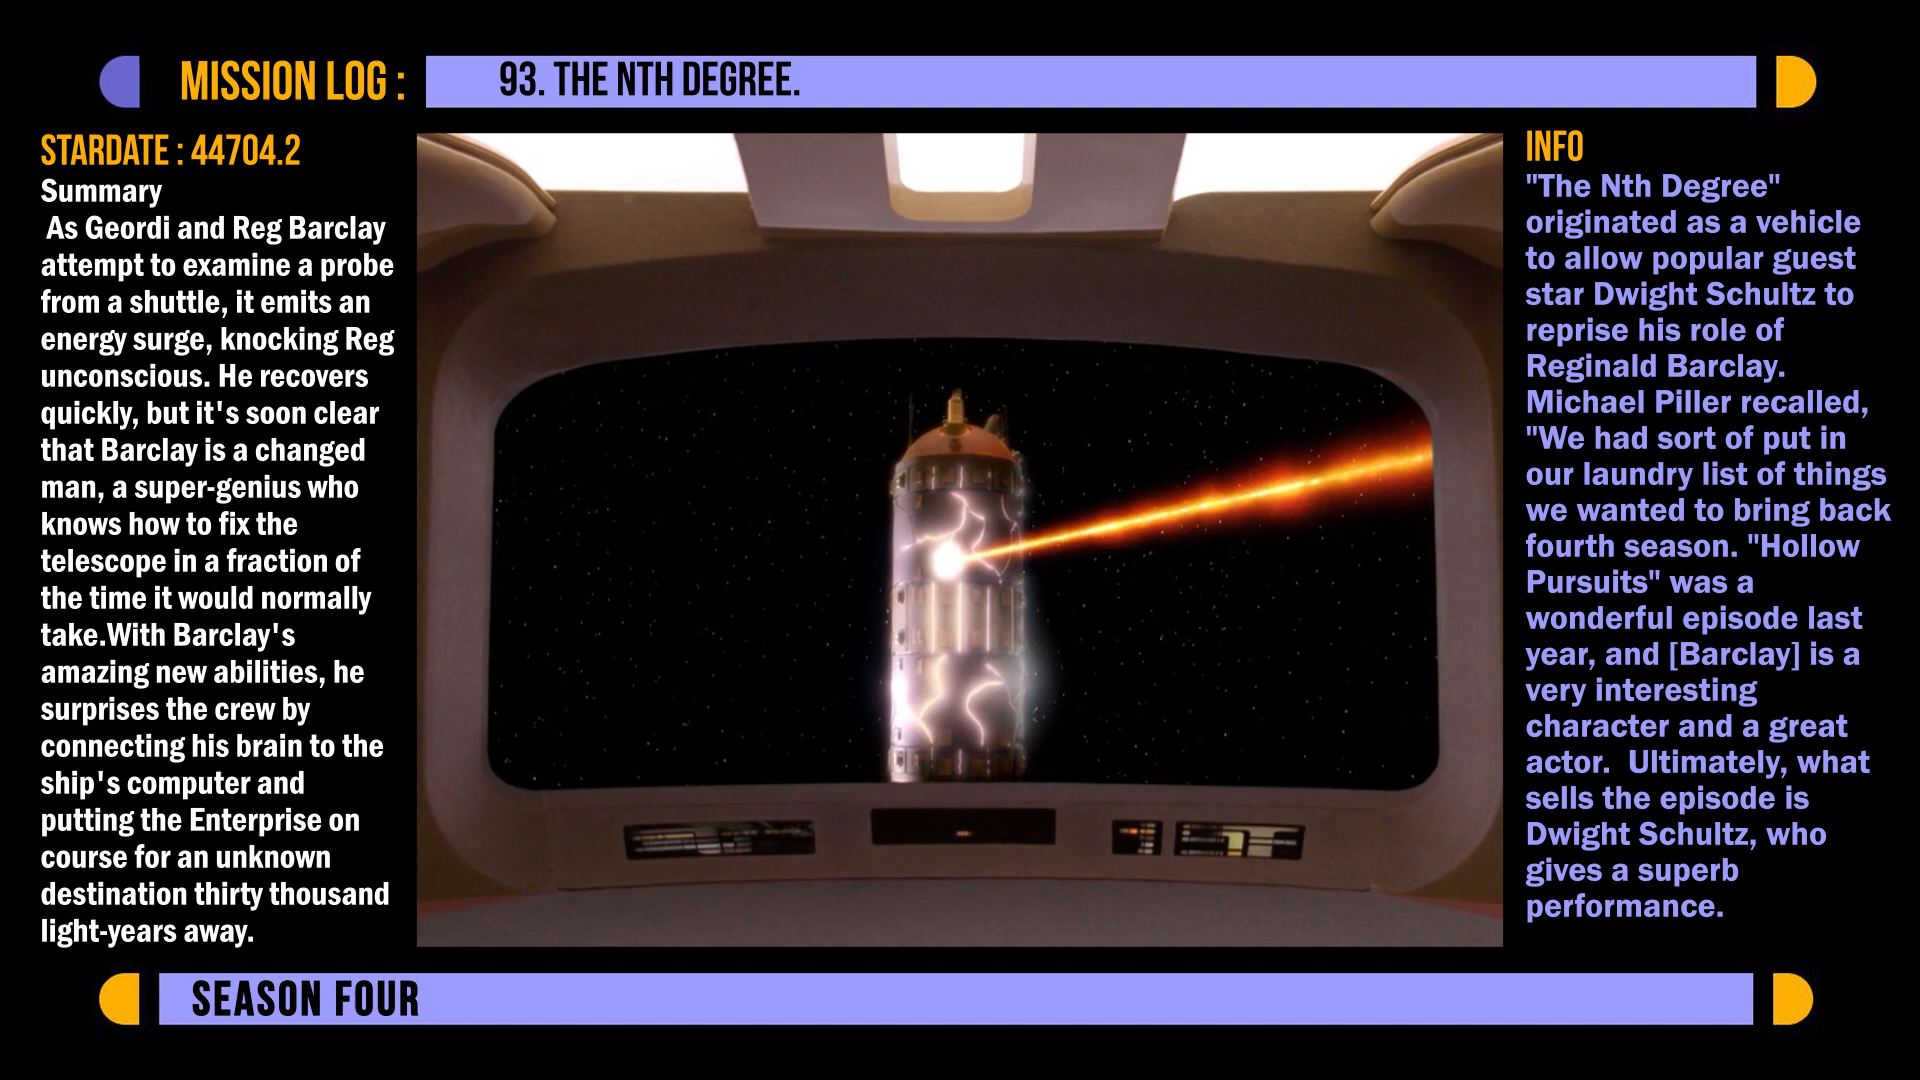 MISSION LOG :
93. THE NTH DEGREE.
STARDATE : 44704.2
Summary
As Geordi and Reg Barclay
attempt to examine a probe
from a shuttle, it emits an
energy surge, knocking Reg
unconscious. He recovers
quickly, but it's soon clear
that Barclay is a changed
man, a super-genius who
knows how to fix the
telescope in a fraction of
the time it would normally
take.With Barclay's
amazing new abilities, he
surprises the crew by
connecting his brain to the
ship's computer and
putting the Enterprise on
course for an unknown
destination thirty thousand
light-years away.
INFO
"The Nth Degree"
originated as a vehicle
to allow popular guest
star Dwight Schultz to
reprise his role of
Reginald Barclay.
Michael Piller recalled,
"We had sort of put in
our laundry list of things
we wanted to bring back
fourth season. "Hollow
Pursuits" was a
wonderful episode last
year, and [Barclay] is a
very interesting
character and a great
actor.  Ultimately, what
sells the episode is
Dwight Schultz, who
gives a superb
performance.
SEASON FOUR